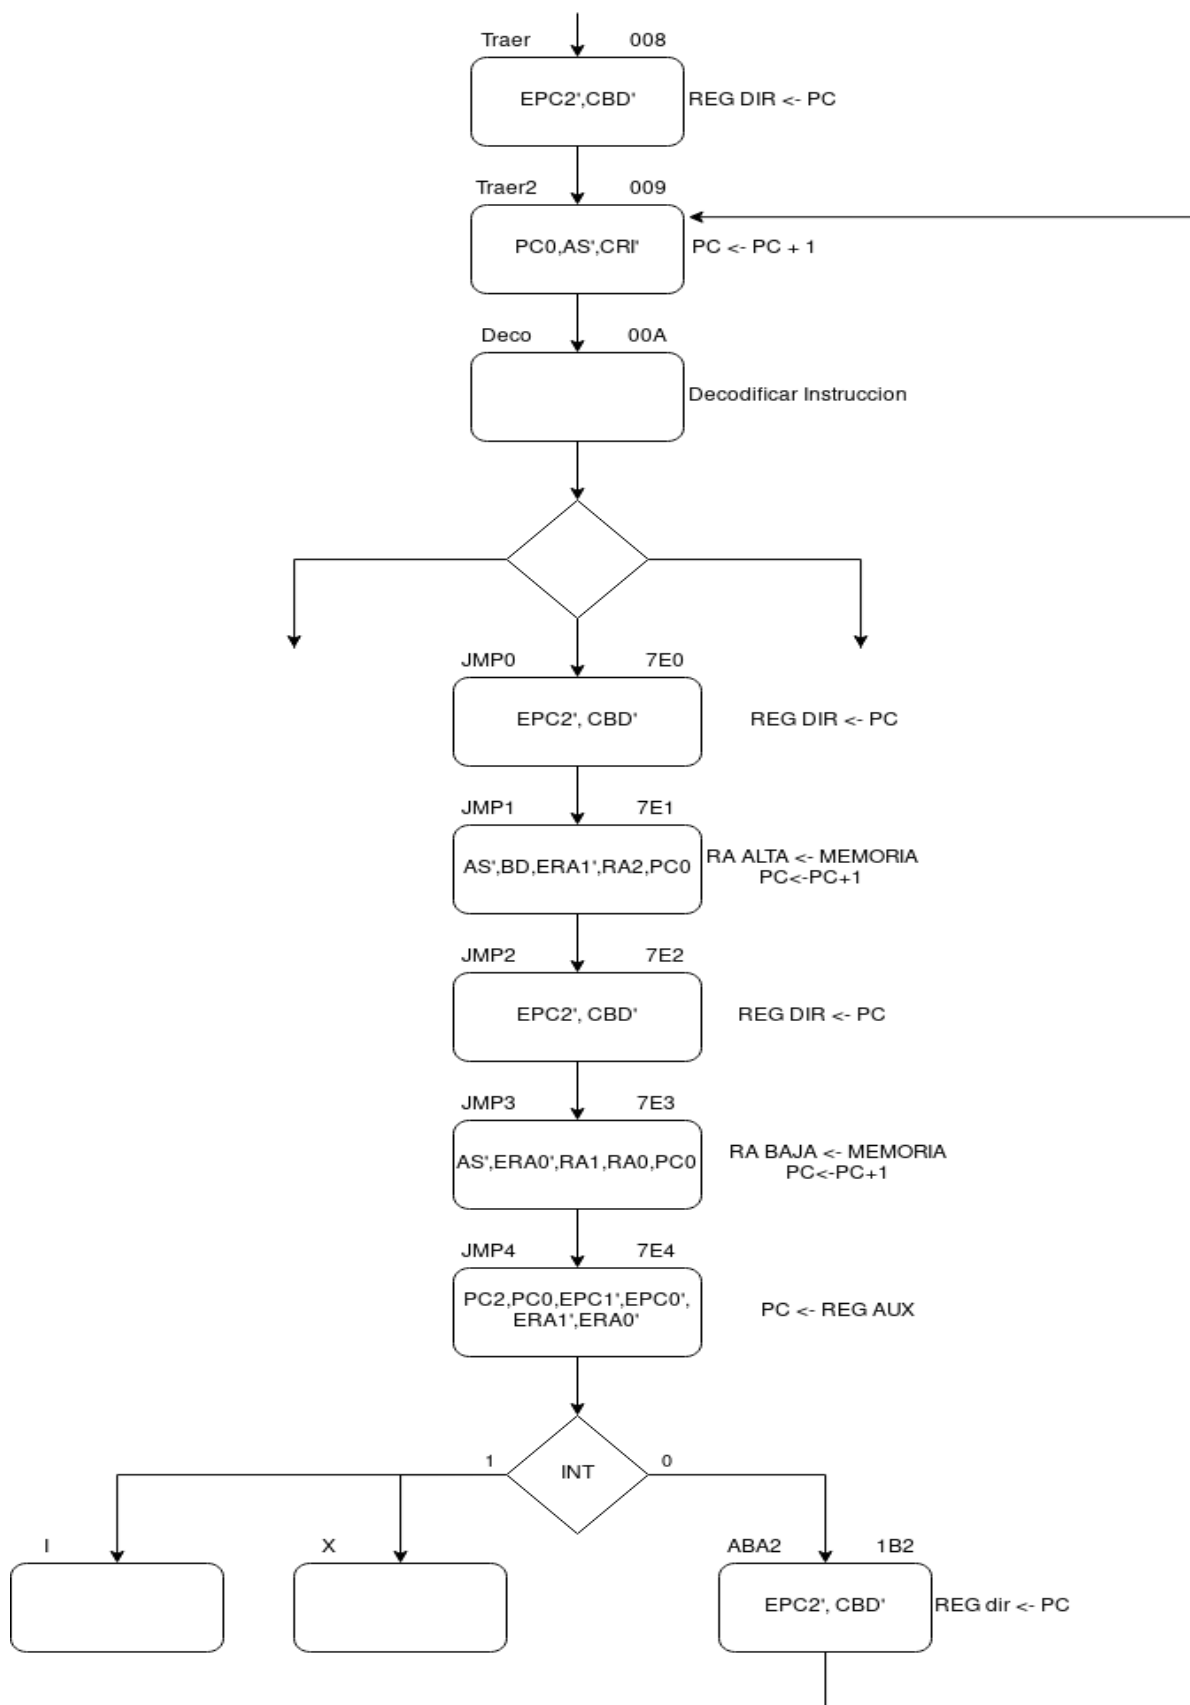 Traer 008
EPC2',CBD'
REG DIR <- PC
Traer2 009
PC0,AS',CRI'
PC <- PC + 1
Deco 00A
Decodificar Instruccion
JMP0 7E0
EPC2', CBD'
REG DIR <- PC
JMP1 7E1
AS',BD,ERA1',RA2,PC0
RA ALTA <- MEMORIA
PC<-PC+1
JMP2 7E2
EPC2', CBD'
REG DIR <- PC
JMP3 7E3
AS',ERA0',RA1,RA0,PC0
RA BAJA <- MEMORIA
PC<-PC+1
JMP4 7E4
PC2,PC0,EPC1',EPC0',
ERA1',ERA0'
PC <- REG AUX
1 INT 0
I
X
ABA2 1B2
EPC2', CBD'
REG dir <- PC